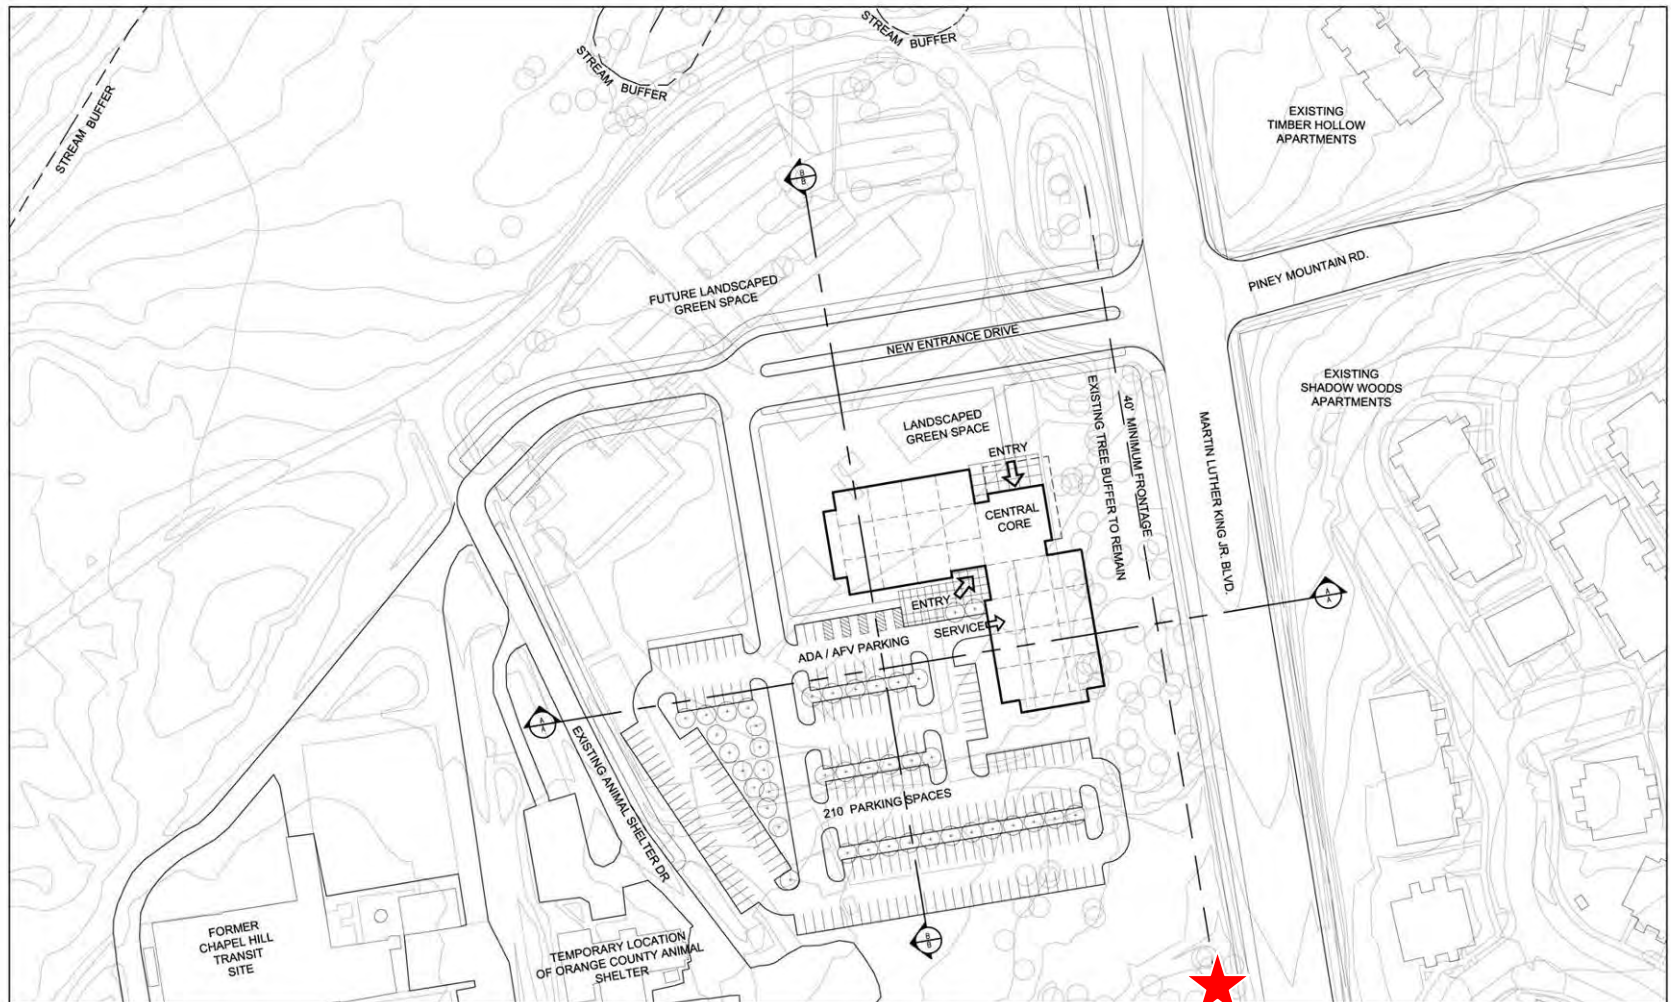 STREAM BUFFER
STREAM BUFFER
STREAM BUFFER
EXISTING
TIMBER HOLLOW
APARTMENTS
B
B
PINEY MOUNTAIN RD.
FUTURE LANDSCAPED
GREEN SPACE
NEW ENTRANCE DRIVE
EXISTING
SHADOW WOODS
APARTMENTS
LANDSCAPED
GREEN SPACE
ENTRY
CENTRAL
CORE
EXISTING TREE BUFFER TO REMAIN
40' MINIMUM FRONTAGE
MARTIN LUTHER KING JR. BLVD.
ENTRY
SERVICE
ADA / AFV PARKING
A
A
A
A
EXISTING ANIMAL SHELTER DR
210 PARKING SPACES
B
B
FORMER
CHAPEL HILL
TRANSIT
SITE
TEMPORARY LOCATION
OF ORANGE COUNTY ANIMAL
SHELTER